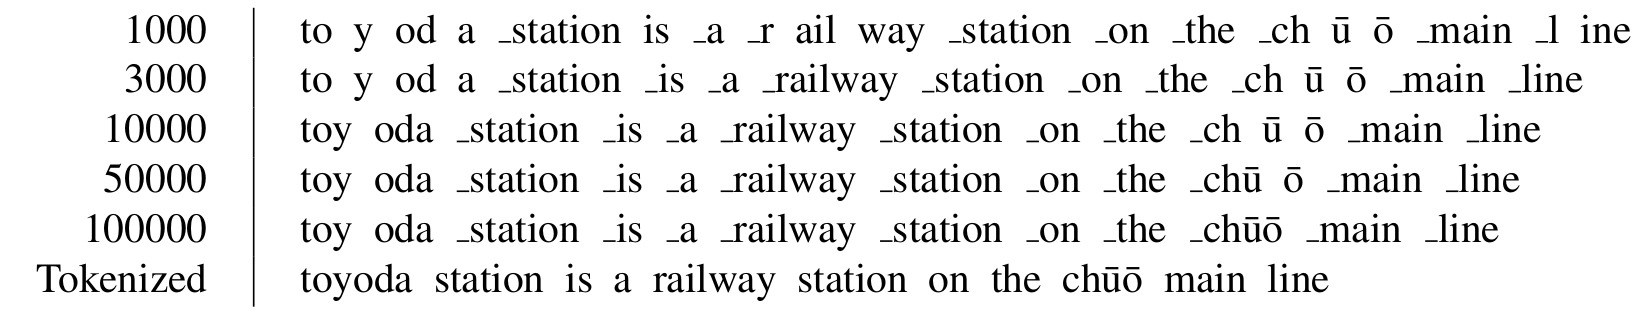 1000 to y od a _station is _a _r ail way _station _on _the _ch ū ō _main _l ine
3000 to y od a _station _is _a _railway _station _on _the _ch ū ō _main _line
10000 toy oda _station _is _a _railway _station _on _the _ch ū ō _main _line
50000 toy oda _station _is _a _railway _station _on _the _chū ō _main _line
100000 toy oda _station _is _a _railway _station _on _the _chūō _main _line
Tokenized toyoda station is a railway station on the chūō main line